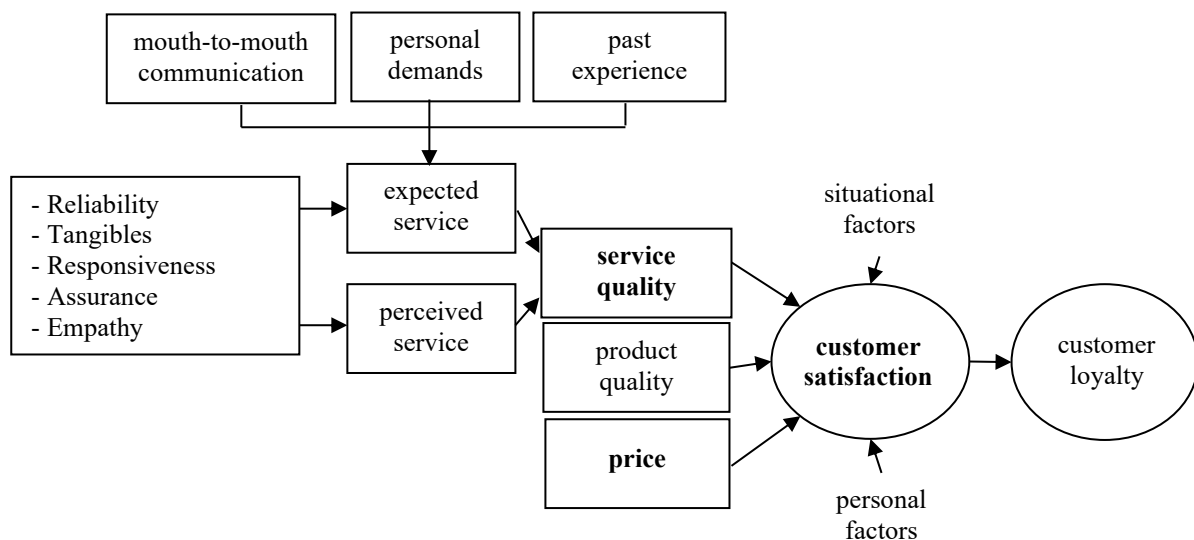 mouth-to-mouth
communication
personal
demands
past
experience
- Reliability
- Tangibles
- Responsiveness
- Assurance
- Empathy
expected
service
perceived
service
service
quality
product
quality
price
situational
factors
customer
satisfaction
personal
factors
customer
loyalty